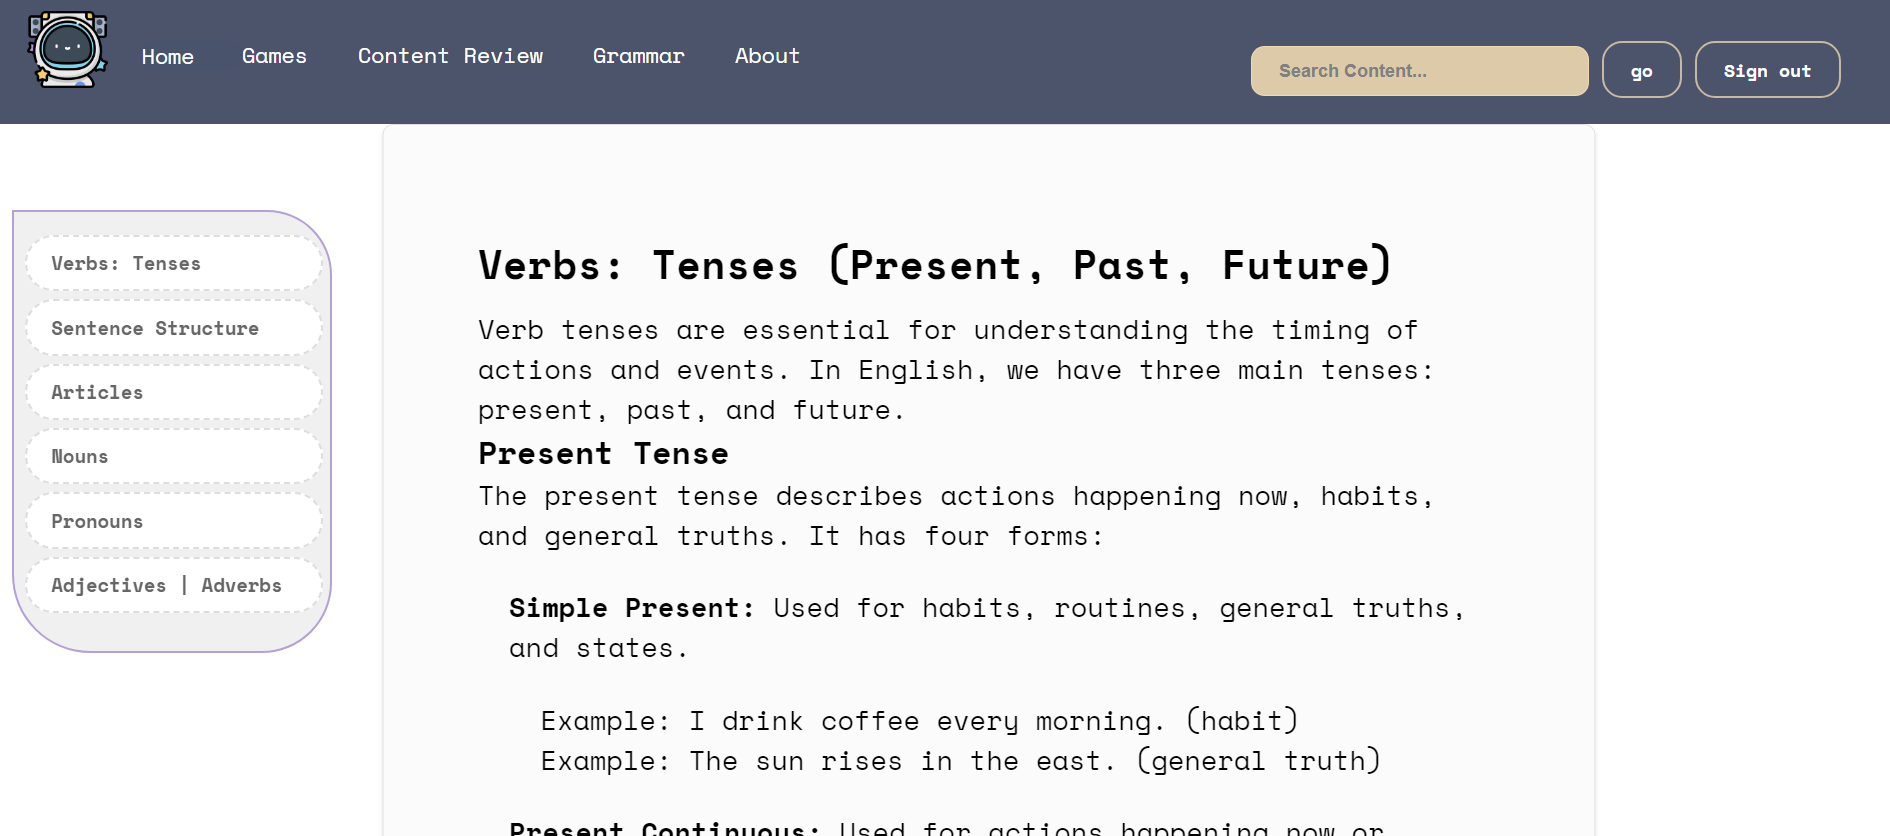 Home
Games
Content Review
Grammar
About
Search Content...
go
Sign out
Verbs: Tenses
Sentence Structure
Articles
Nouns
Pronouns
Adjectives | Adverbs
Verbs: Tenses (Present, Past, Future)
Verb tenses are essential for understanding the timing of
actions and events. In English, we have three main tenses:
present, past, and future.
Present Tense
The present tense describes actions happening now, habits,
and general truths. It has four forms:
Simple Present: Used for habits, routines, general truths,
and states.
Example: I drink coffee every morning. (habit)
Example: The sun rises in the east. (general truth)
Present Continuous: Used for actions happening now or